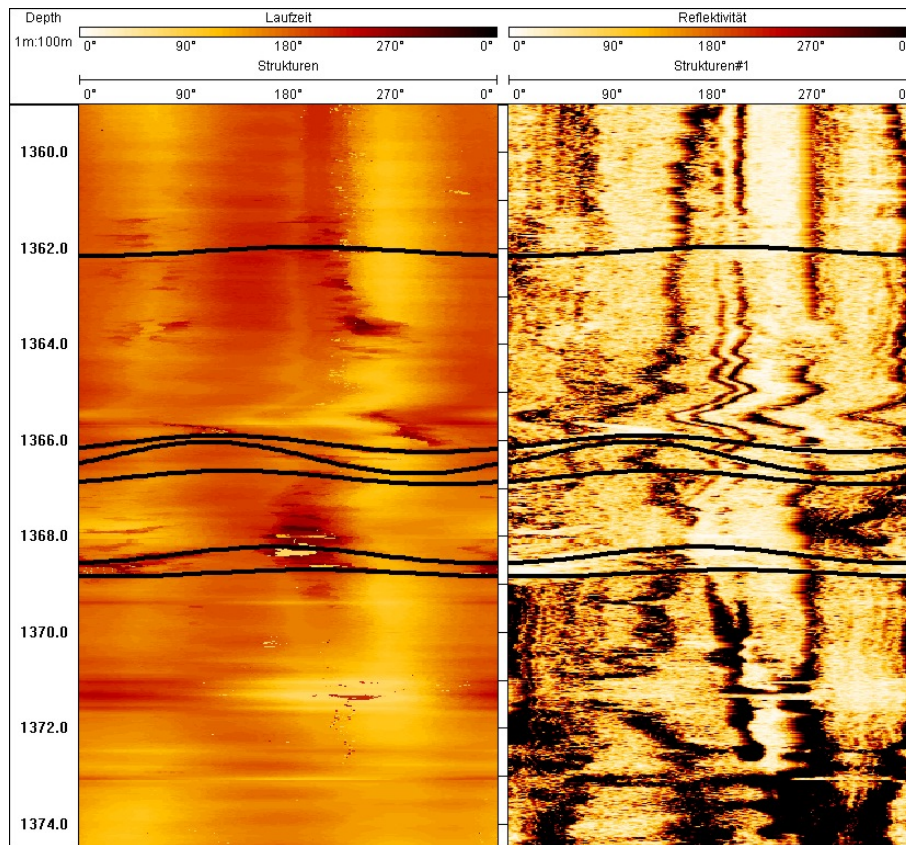 Depth
Laufzeit
Reflektivität
1m:100m
0° 90° 180° 270° 0°
0° 90° 180° 270° 0°
Strukturen
Strukturen#1
0° 90° 180° 270° 0°
0° 90° 180° 270°
1360.0
1362.0
1364.0
1366.0
1368.0
1370.0
1372.0
1374.0